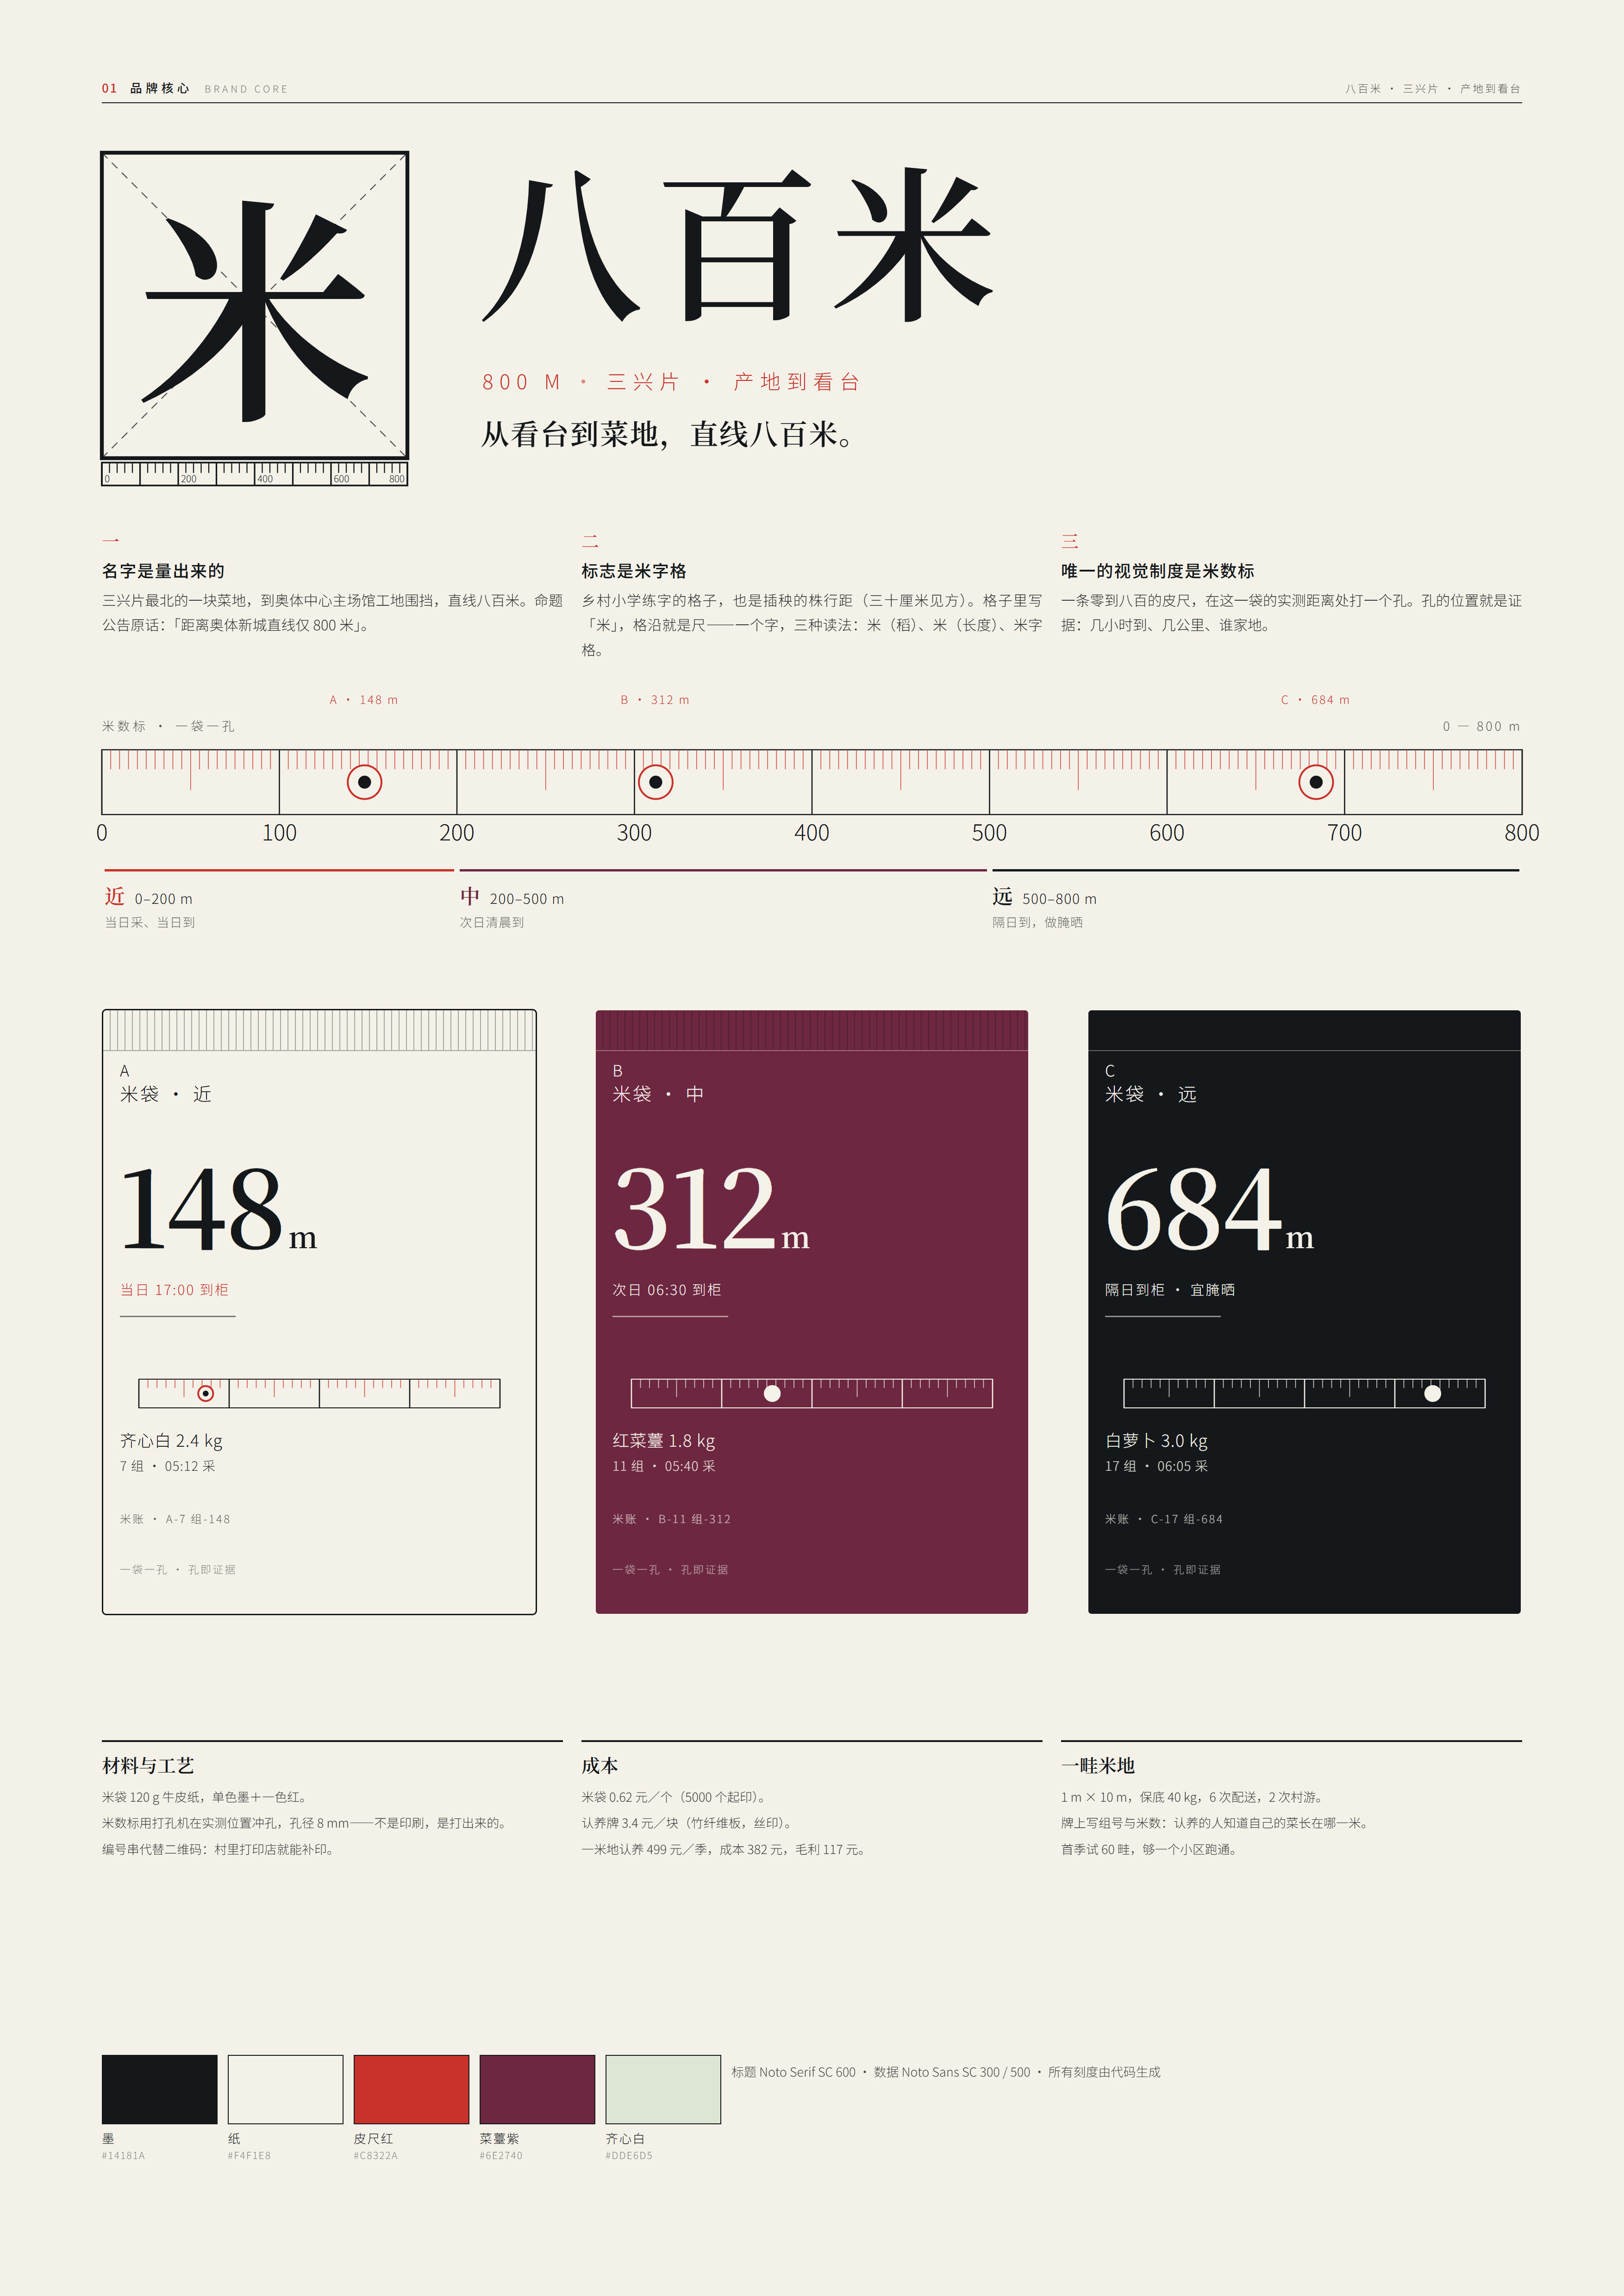 01 品牌核心 BRAND CORE
八百米 · 三兴片 · 产地到看台
米
八百米
800 M · 三兴片 · 产地到看台
从看台到菜地，直线八百米。
0 200 400 600 800
一
名字是量出来的
三兴片最北的一块菜地，到奥体中心主场馆工地围挡，直线八百米。命题
公告原话：「距离奥体新城直线仅 800 米」。
二
标志是米字格
乡村小学练字的格子，也是插秧的株行距（三十厘米见方）。格子里写
「米」，格沿就是尺——一个字，三种读法：米（稻）、米（长度）、米字
格。
三
唯一的视觉制度是米数标
一条零到八百的皮尺，在这一袋的实测距离处打一个孔。孔的位置就是证
据：几小时到、几公里、谁家地。
A · 148 m
B · 312 m
C · 684 m
米数标 · 一袋一孔
0 — 800 m
0 100 200 300 400 500 600 700 800
近 0–200 m
当日采、当日到
中 200–500 m
次日清晨到
远 500–800 m
隔日到，做腌晒
A
米袋 · 近
148 m
当日 17:00 到柜
齐心白 2.4 kg
7 组 · 05:12 采
米账 · A-7 组-148
一袋一孔 · 孔即证据
B
米袋 · 中
312 m
次日 06:30 到柜
红菜薹 1.8 kg
11 组 · 05:40 采
米账 · B-11 组-312
一袋一孔 · 孔即证据
C
米袋 · 远
684 m
隔日到柜 · 宜腌晒
白萝卜 3.0 kg
17 组 · 06:05 采
米账 · C-17 组-684
一袋一孔 · 孔即证据
材料与工艺
米袋 120 g 牛皮纸，单色墨＋一色红。
米数标用打孔机在实测位置冲孔，孔径 8 mm——不是印刷，是打出来的。
编号串代替二维码：村里打印店就能补印。
成本
米袋 0.62 元／个（5000 个起印）。
认养牌 3.4 元／块（竹纤维板，丝印）。
一米地认养 499 元／季，成本 382 元，毛利 117 元。
一畦米地
1 m × 10 m，保底 40 kg，6 次配送，2 次村游。
牌上写组号与米数：认养的人知道自己的菜长在哪一米。
首季试 60 畦，够一个小区跑通。
标题 Noto Serif SC 600 · 数据 Noto Sans SC 300 / 500 · 所有刻度由代码生成
墨
#14181A
纸
#F4F1E8
皮尺红
#C8322A
菜薹紫
#6E2740
齐心白
#DDE6D5